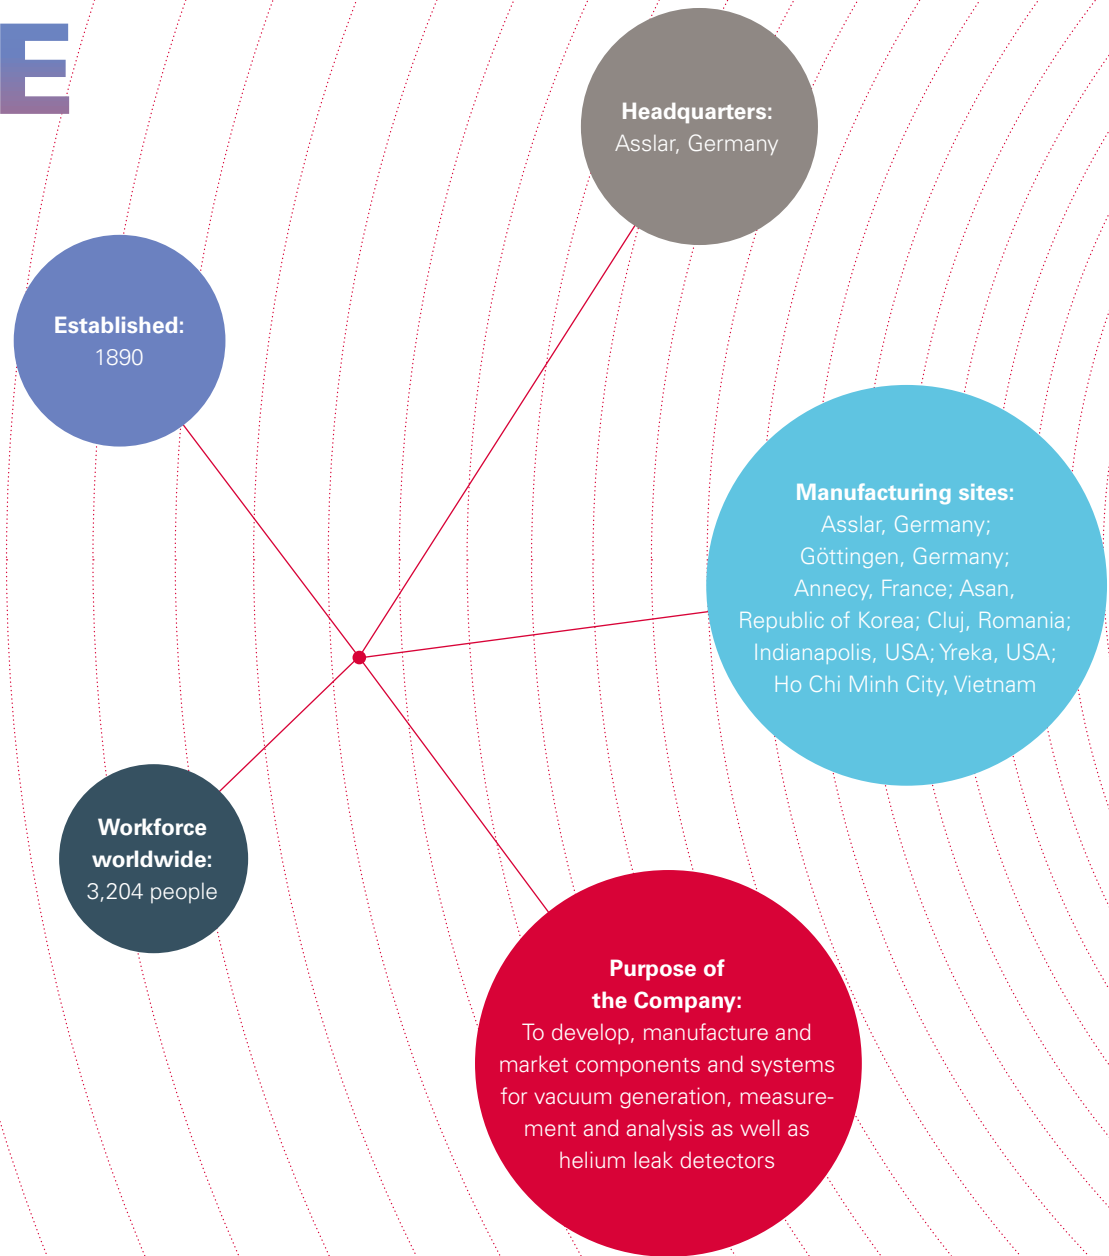 E
Headquarters:
Asslar, Germany
Established:
1890
Manufacturing sites:
Asslar, Germany;
Göttingen, Germany;
Annecy, France; Asan,
Republic of Korea; Cluj, Romania;
Indianapolis, USA; Yreka, USA;
Ho Chi Minh City, Vietnam
Workforce
worldwide:
3,204 people
Purpose of
the Company:
To develop, manufacture and
market components and systems
for vacuum generation, measure-
ment and analysis as well as
helium leak detectors